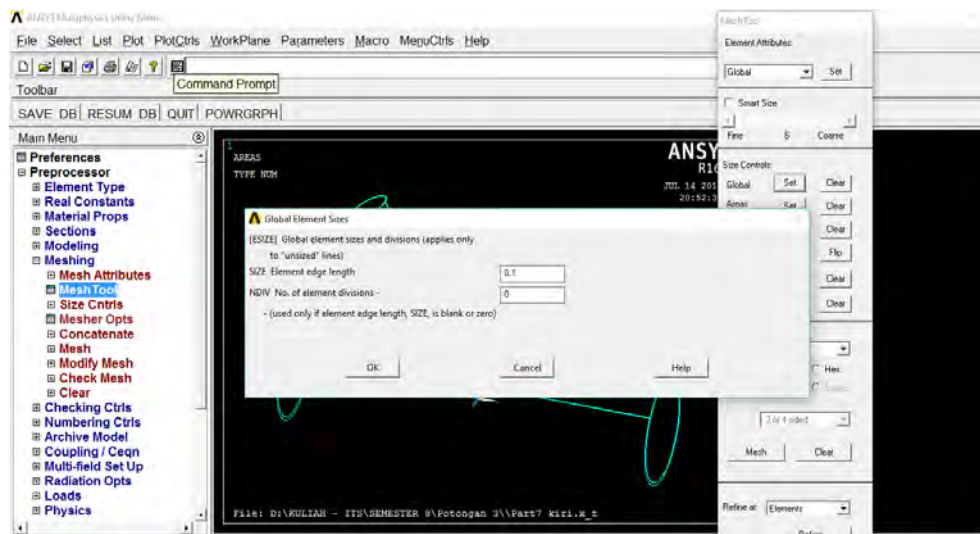 ANSYS Multiphysics Utility Menu
File Select List Plot PlotCtrls WorkPlane Parameters Macro MenuCtrls Help
Command Prompt
Toolbar
SAVE_DB RESUM_DB QUIT POWRGRPH
Main Menu
Preferences
Preprocessor
Element Type
Real Constants
Material Props
Sections
Modeling
Meshing
Mesh Attributes
MeshTool
Size Cntrls
Mesher Opts
Concatenate
Mesh
Modify Mesh
Check Mesh
Clear
Checking Ctrls
Numbering Ctrls
Archive Model
Coupling / Ceqn
Multi-field Set Up
Radiation Opts
Loads
Physics
1
AREAS
TYPE NUM
ANSY
R1
JUL 14 201
20:52:3
File: D:\KULIAH - ITS\SEMESTER 8\Potongan 3\\Part7 kiri.x_t
Global Element Sizes
[ESIZE] Global element sizes and divisions (applies only
to "unsized" lines)
SIZE Element edge length 0.1
NDIV No. of element divisions - 0
- (used only if element edge length, SIZE, is blank or zero)
OK Cancel Help
MeshTool
Element Attributes:
Global Set
Smart Size
Fine 6 Coarse
Size Controls:
Global Set Clear
Areas Set Clear
Clear
Flip
Clear
Clear
Hex
3 or 4 sided
Mesh Clear
Refine at: Elements
Refine